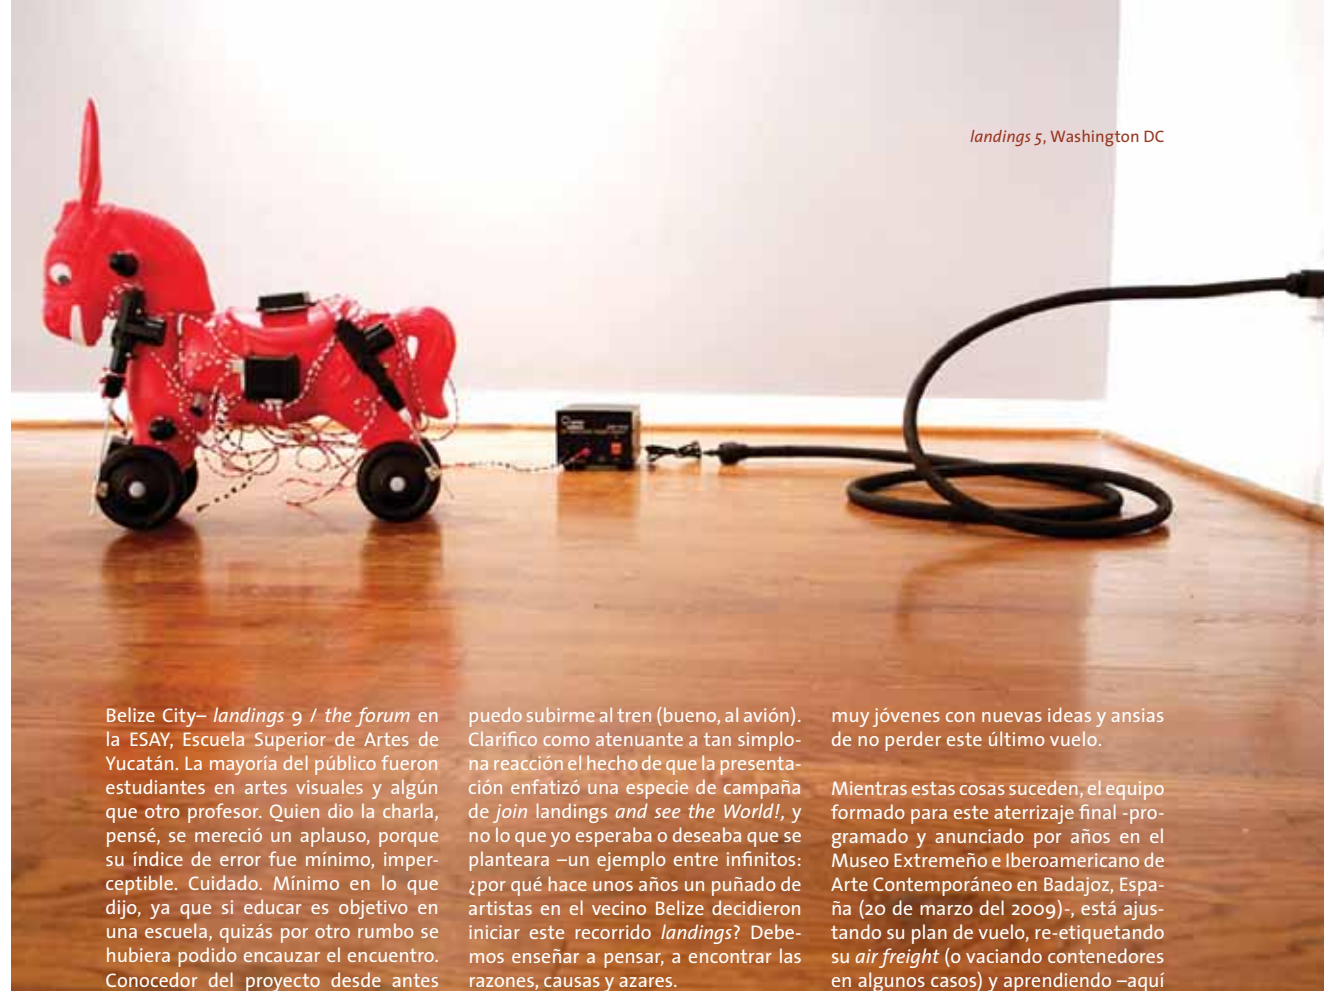 landings 5, Washington DC
Belize City– landings 9 / the forum en
la ESAY, Escuela Superior de Artes de
Yucatán. La mayoría del público fueron
estudiantes en artes visuales y algún
que otro profesor. Quien dio la charla,
pensé, se mereció un aplauso, porque
su índice de error fue mínimo, imper-
ceptible. Cuidado. Mínimo en lo que
dijo, ya que si educar es objetivo en
una escuela, quizás por otro rumbo se
hubiera podido encauzar el encuentro.
Conocedor del proyecto desde antes
puedo subirme al tren (bueno, al avión).
Clarifico como atenuante a tan simplo-
na reacción el hecho de que la presenta-
ción enfatizó una especie de campaña
de join landings and see the World!, y
no lo que yo esperaba o deseaba que se
planteara –un ejemplo entre infinitos:
¿por qué hace unos años un puñado de
artistas en el vecino Belize decidieron
iniciar este recorrido landings? Debe-
mos enseñar a pensar, a encontrar las
razones, causas y azares.
muy jóvenes con nuevas ideas y ansias
de no perder este último vuelo.
Mientras estas cosas suceden, el equipo
formado para este aterrizaje final -pro-
gramado y anunciado por años en el
Museo Extremeño e Iberoamericano de
Arte Contemporáneo en Badajoz, Espa-
ña (20 de marzo del 2009)-, está ajus-
tando su plan de vuelo, re-etiquetando
su air freight (o vaciando contenedores
en algunos casos) y aprendiendo –aquí